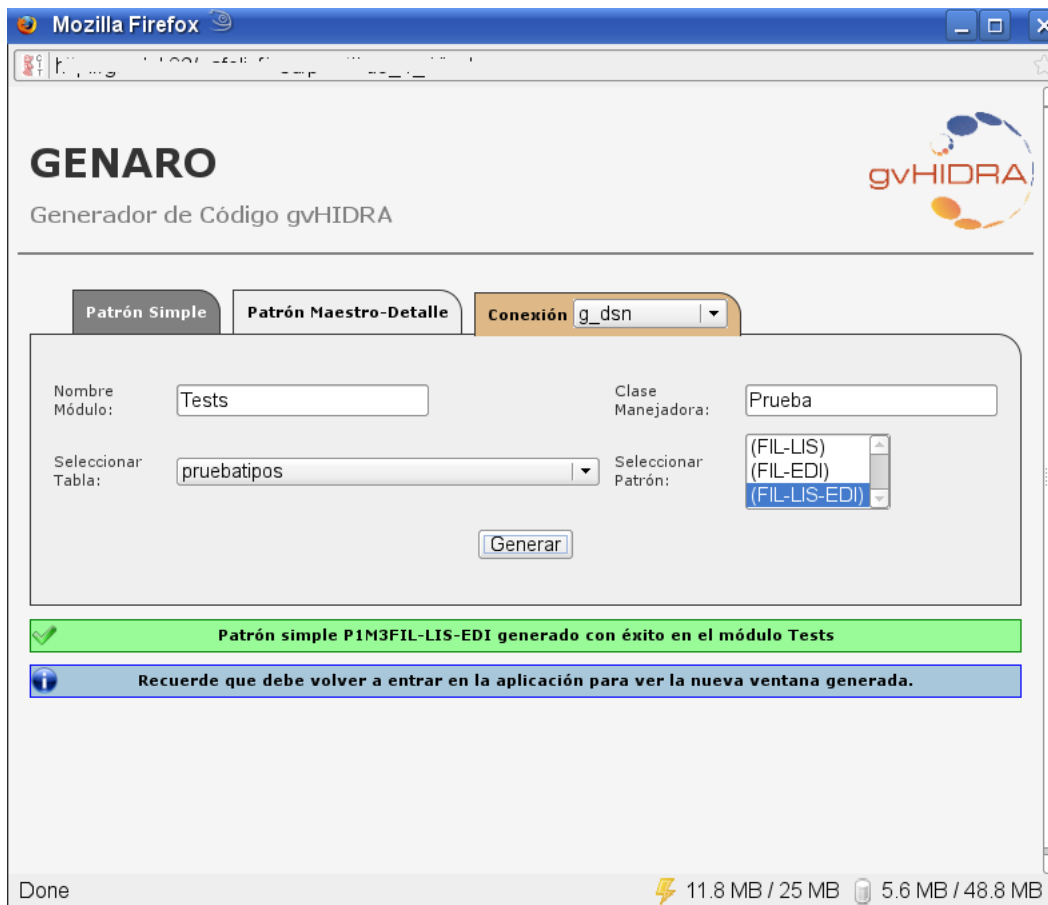 Mozilla Firefox
GENARO
gvHIDRA
Generador de Código gvHIDRA
Patrón Simple
Patrón Maestro-Detalle
Conexión g_dsn
Nombre
Módulo:
Tests
Clase
Manejadora:
Prueba
Seleccionar
Tabla:
pruebatipos
Seleccionar
Patrón:
(FIL-LIS)
(FIL-EDI)
(FIL-LIS-EDI)
Generar
Patrón simple P1M3FIL-LIS-EDI generado con éxito en el módulo Tests
Recuerde que debe volver a entrar en la aplicación para ver la nueva ventana generada.
Done
11.8 MB / 25 MB
5.6 MB / 48.8 MB